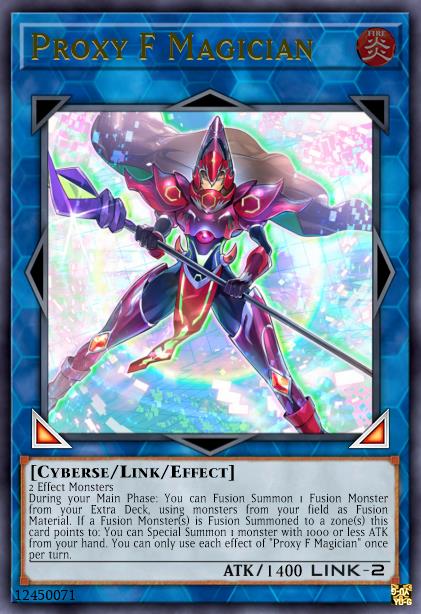 PROXY F MAGICIAN
FIRE
炎
[CYBERSE/LINK/EFFECT]
2 Effect Monsters
During your Main Phase: You can Fusion Summon 1 Fusion Monster
from your Extra Deck, using monsters from your field as Fusion
Material. If a Fusion Monster(s) is Fusion Summoned to a zone(s) this
card points to: You can Special Summon 1 monster with 1000 or less ATK
from your hand. You can only use each effect of "Proxy F Magician" once
per turn.
ATK/1400 LINK-2
12450071